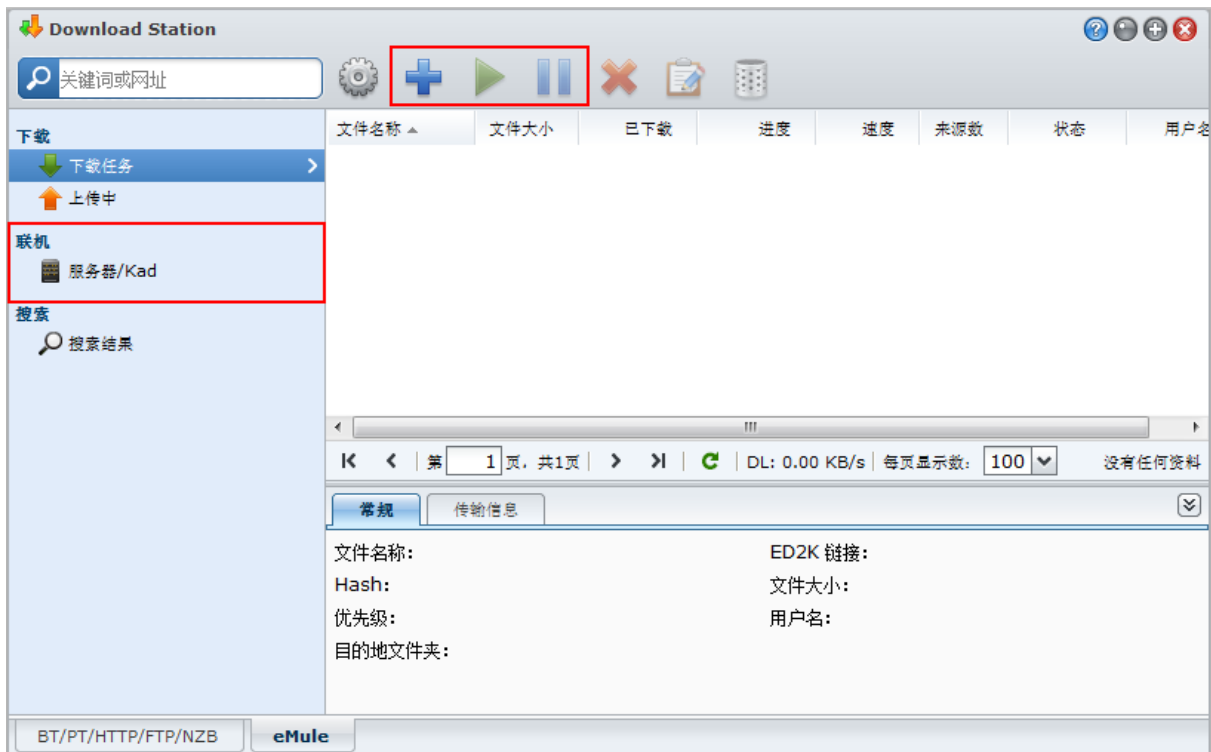 Download Station
关键词或网址
下载
下载任务
上传中
联机
服务器/Kad
搜索
搜索结果
文件名称 文件大小 已下载 进度 速度 来源数 状态 用户名
第 1 页，共1页 DL: 0.00 KB/s 每页显示数： 100 没有任何资料
常规 传输信息
文件名称： ED2K 链接：
Hash： 文件大小：
优先级： 用户名：
目的地文件夹：
BT/PT/HTTP/FTP/NZB eMule